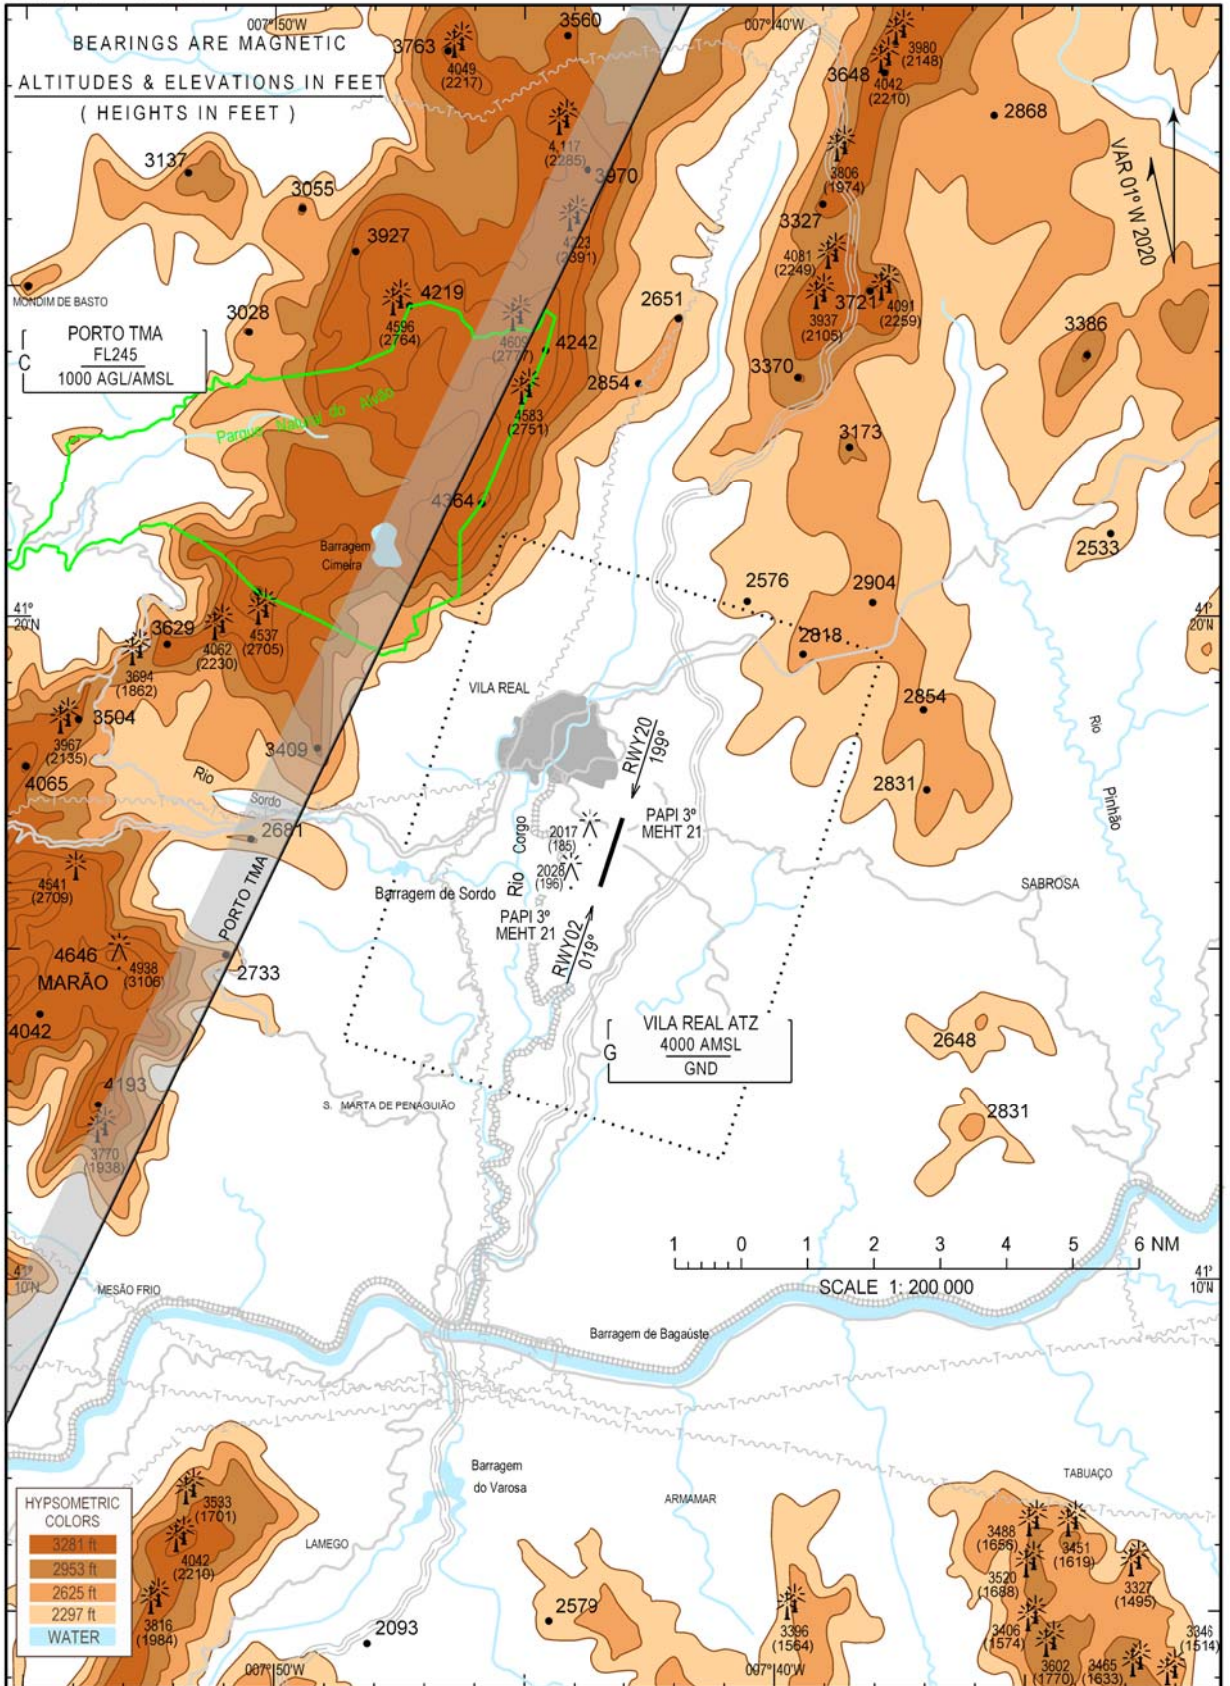 007°50'W
007°40'W
3560
BEARINGS ARE MAGNETIC
3763
4049
(2217)
3980
(2148)
3648
4042
(2210)
ALTITUDES & ELEVATIONS IN FEET
( HEIGHTS IN FEET )
2868
4,117
(2285)
3137
3970
3806
(1974)
VAR 01° W 2020
3055
3327
4223
(2391)
3927
4081
(2249)
MONDIM DE BASTO
4219
2651
3937
(2105)
3721
4091
(2259)
3028
4596
(2764)
4609
(2777)
4242
3386
C
PORTO TMA
FL245
1000 AGL/AMSL
2854
3370
4583
(2751)
Parque Natural do Alvão
3173
4364
Barragem
Cimeira
2533
2576
2904
41°
20'N
41°
20'N
3629
4537
(2705)
4062
(2230)
3694
(1862)
2818
VILA REAL
2854
3504
3967
(2135)
3409
4065
Rio
Sordo
RWY20
199°
Rio
Pinhão
2831
2681
PAPI 3°
MEHT 21
2017
(185)
Rio Corgo
2028
(196)
4541
(2709)
Barragem de Sordo
SABROSA
PORTO TMA
PAPI 3°
MEHT 21
RWY02
019°
4646
MARÃO
4938
(3106)
2733
4042
G
VILA REAL ATZ
4000 AMSL
GND
2648
4193
S. MARTA DE PENAGUIÃO
2831
3770
(1938)
1 0 1 2 3 4 5 6 NM
SCALE 1: 200 000
41°
10'N
41°
10'N
MESÃO FRIO
Barragem de Bagaúste
Barragem
do Varosa
TABUAÇO
ARMAMAR
LAMEGO
HYPSOMETRIC
COLORS
3281 ft
2953 ft
2625 ft
2297 ft
WATER
3533
(1701)
4042
(2210)
3816
(1984)
3488
(1656)
3451
(1619)
3520
(1688)
3327
(1495)
2579
2093
3396
(1564)
3406
(1574)
3602
(1770)
3465
(1633)
3346
(1514)
007°50'W
007°40'W